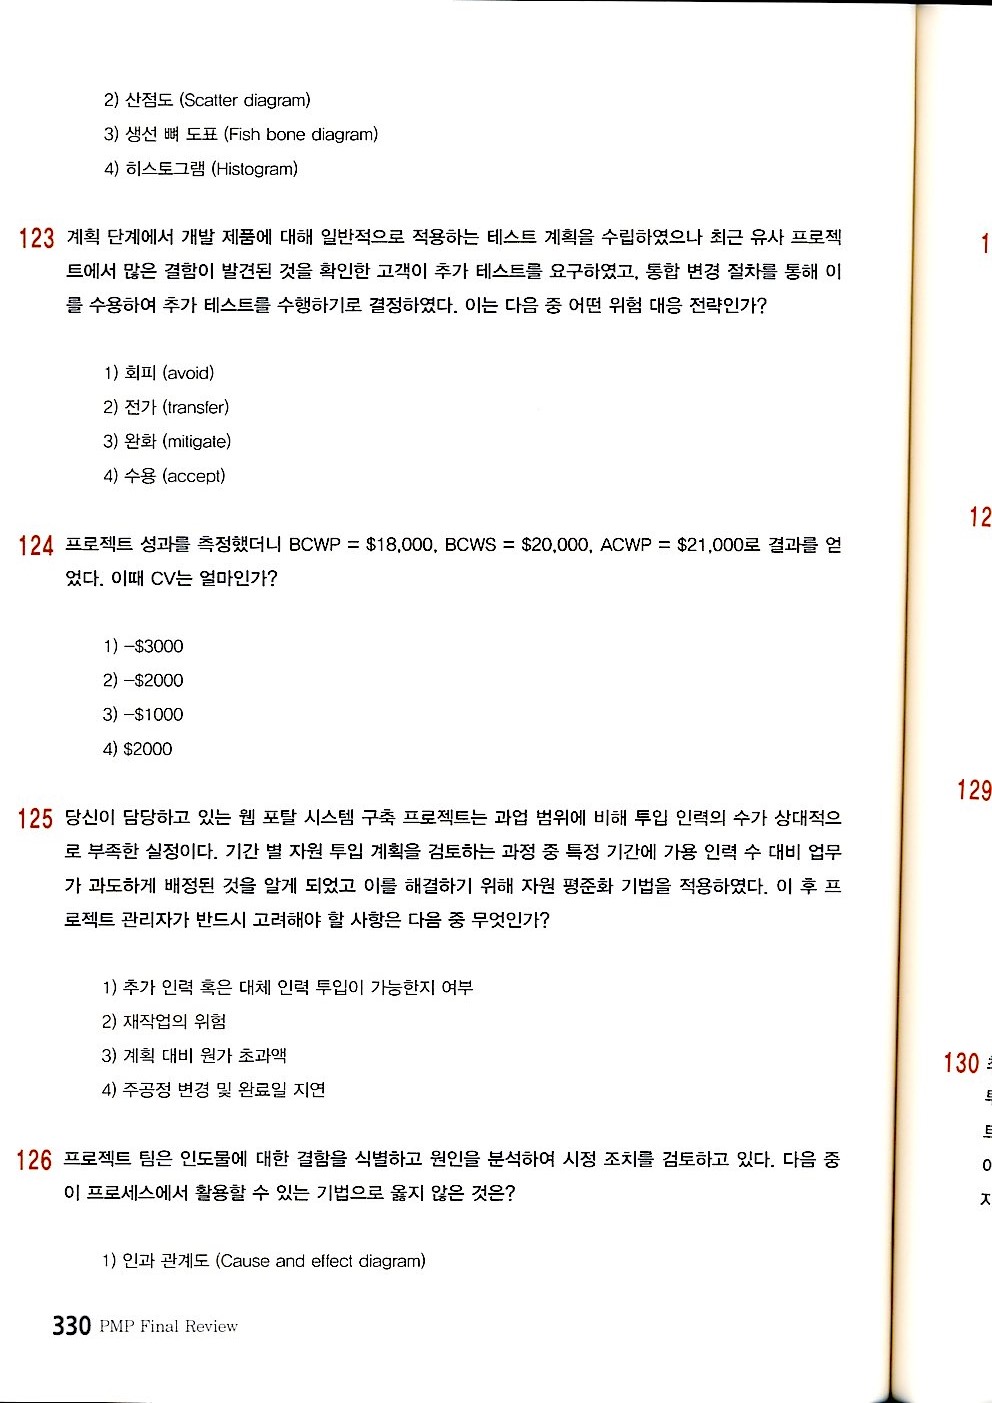 2) 산점도 (Scatter diagram)
3) 생선 뼈 도표 (Fish bone diagram)
4) 히스토그램 (Histogram)
123 계획 단계에서 개발 제품에 대해 일반적으로 적용하는 테스트 계획을 수립하였으나 최근 유사 프로젝
트에서 많은 결함이 발견된 것을 확인한 고객이 추가 테스트를 요구하였고, 통합 변경 절차를 통해 이
를 수용하여 추가 테스트를 수행하기로 결정하였다. 이는 다음 중 어떤 위험 대응 전략인가?
1) 회피 (avoid)
2) 전가 (transfer)
3) 완화 (mitigate)
4) 수용 (accept)
124 프로젝트 성과를 측정했더니 BCWP = $18,000, BCWS = $20,000, ACWP = $21,000로 결과를 얻
었다. 이때 CV는 얼마인가?
1) –$3000
2) –$2000
3) –$1000
4) $2000
125 당신이 담당하고 있는 웹 포탈 시스템 구축 프로젝트는 과업 범위에 비해 투입 인력의 수가 상대적으
로 부족한 실정이다. 기간 별 자원 투입 계획을 검토하는 과정 중 특정 기간에 가용 인력 수 대비 업무
가 과도하게 배정된 것을 알게 되었고 이를 해결하기 위해 자원 평준화 기법을 적용하였다. 이 후 프
로젝트 관리자가 반드시 고려해야 할 사항은 다음 중 무엇인가?
1) 추가 인력 혹은 대체 인력 투입이 가능한지 여부
2) 재작업의 위험
3) 계획 대비 원가 초과액
4) 주공정 변경 및 완료일 지연
126 프로젝트 팀은 인도물에 대한 결함을 식별하고 원인을 분석하여 시정 조치를 검토하고 있다. 다음 중
이 프로세스에서 활용할 수 있는 기법으로 옳지 않은 것은?
1) 인과 관계도 (Cause and effect diagram)
330 PMP Final Review
1
12
129
130